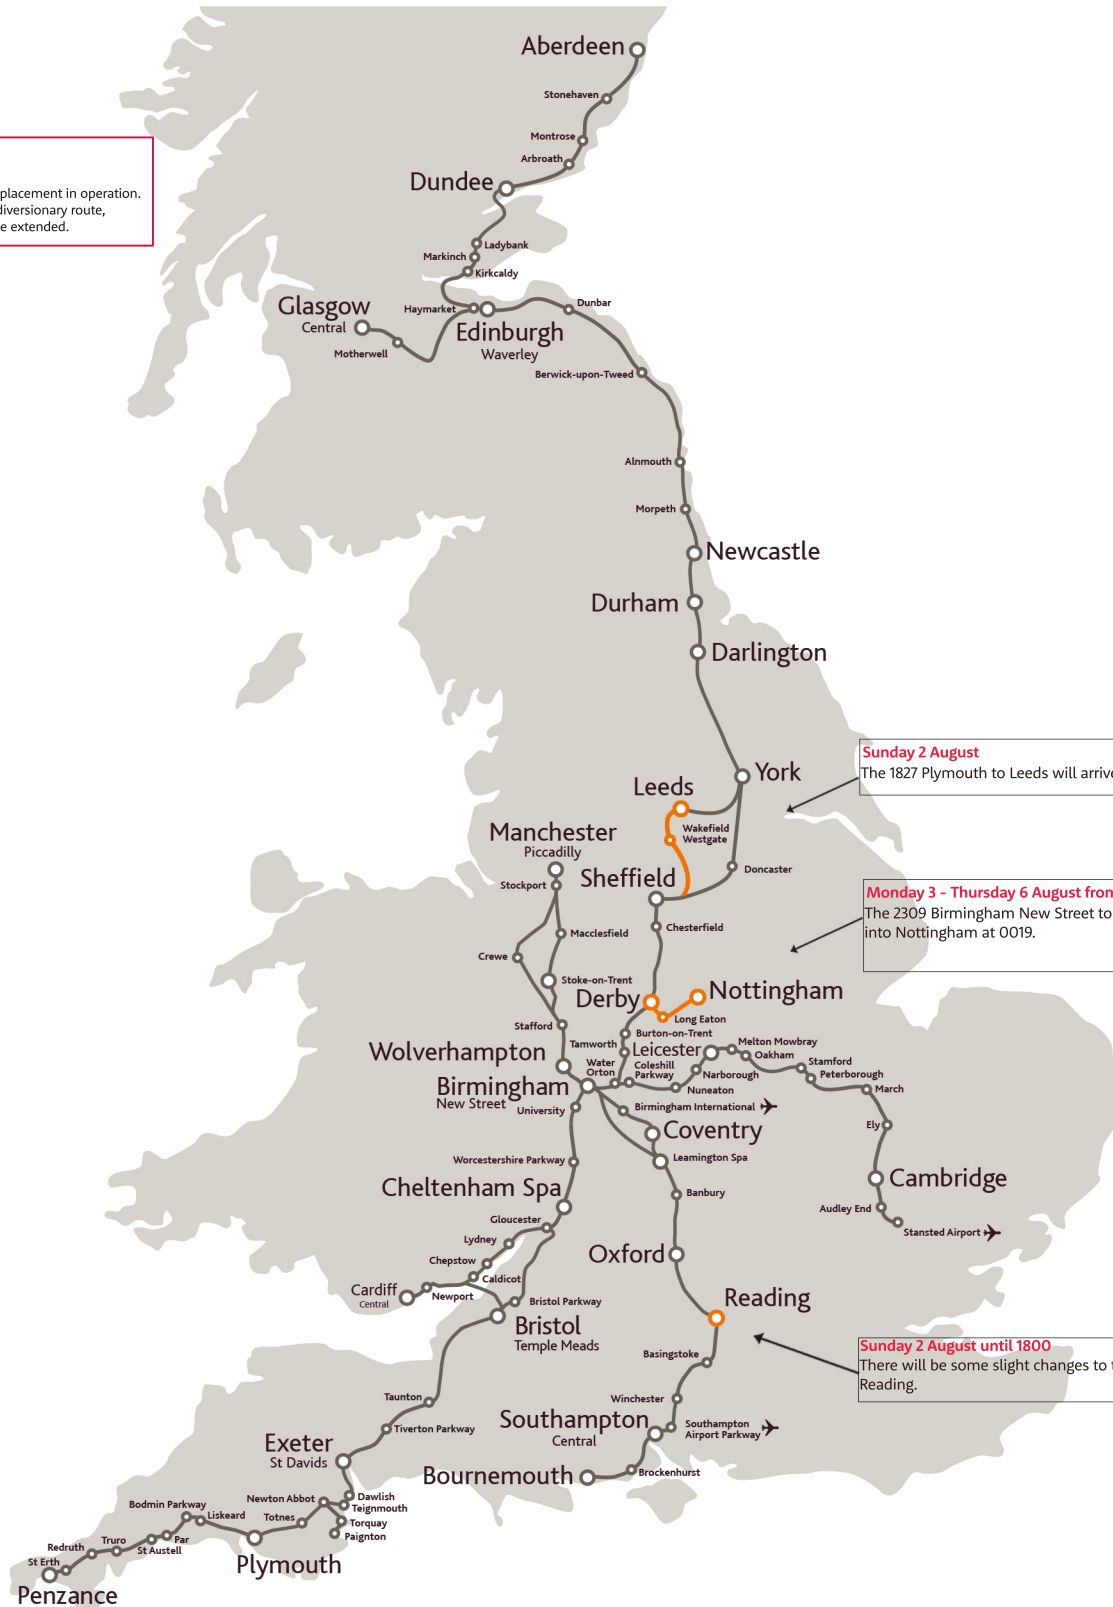 Aberdeen
Stonehaven
Montrose
Arbroath
placement in operation.
diversionary route,
e extended.
Dundee
Ladybank
Markinch
Kirkcaldy
Glasgow
Central
Haymarket
Dunbar
Edinburgh
Waverley
Motherwell
Berwick-upon-Tweed
Alnmouth
Morpeth
Newcastle
Durham
Darlington
Sunday 2 August
The 1827 Plymouth to Leeds will arrive
York
Leeds
Wakefield
Westgate
Manchester
Piccadilly
Stockport
Doncaster
Sheffield
Monday 3 - Thursday 6 August from
The 2309 Birmingham New Street to
into Nottingham at 0019.
Chesterfield
Macclesfield
Crewe
Stoke-on-Trent
Derby
Nottingham
Long Eaton
Stafford
Burton-on-Trent
Tamworth
Leicester
Melton Mowbray
Oakham
Wolverhampton
Water
Orton
Coleshill
Parkway
Narborough
Stamford
Peterborough
Birmingham
New Street
Nuneaton
March
University
Birmingham International
Coventry
Ely
Leamington Spa
Worcestershire Parkway
Cheltenham Spa
Cambridge
Banbury
Audley End
Stansted Airport
Gloucester
Lydney
Oxford
Chepstow
Caldicot
Cardiff
Central
Newport
Bristol Parkway
Reading
Bristol
Temple Meads
Sunday 2 August until 1800
There will be some slight changes to t
Reading.
Basingstoke
Taunton
Winchester
Tiverton Parkway
Southampton
Central
Southampton
Airport Parkway
Exeter
St Davids
Bournemouth
Brockenhurst
Newton Abbot
Dawlish
Teignmouth
Bodmin Parkway
Liskeard
Totnes
Torquay
Paignton
Par
St Austell
Truro
Redruth
St Erth
Plymouth
Penzance